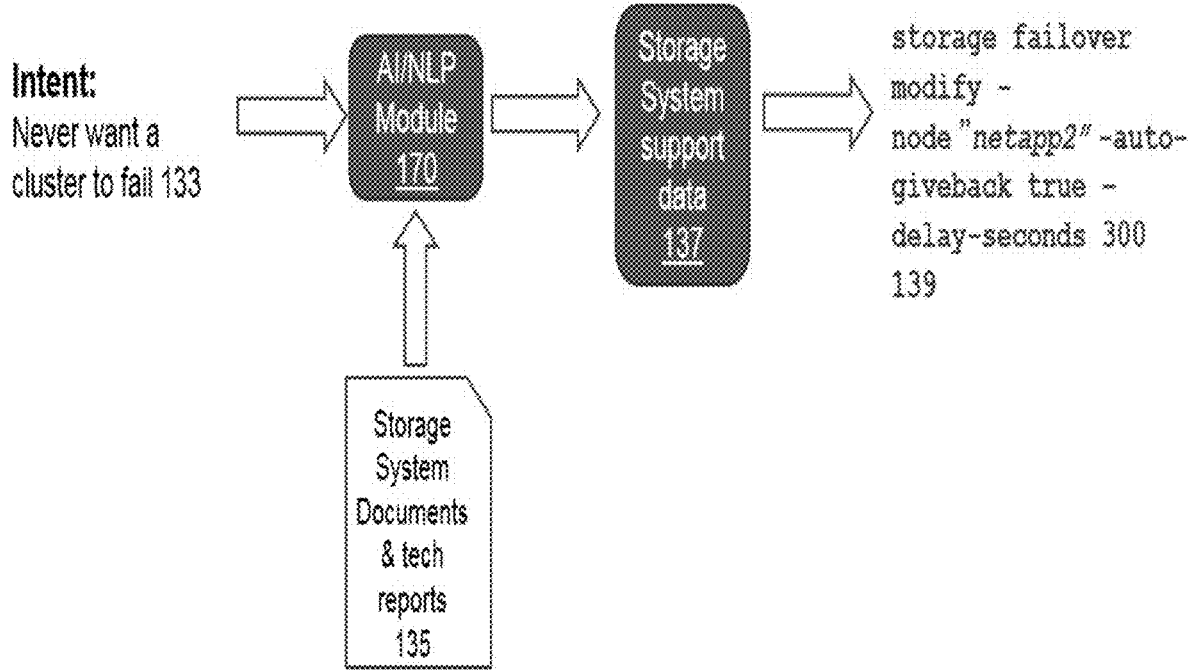 Intent:
Never want a
cluster to fail 133
AI/NLP
Module
170
Storage
System
support
data
137
storage failover
modify -
node "netapp2" -auto-
giveback true -
delay-seconds 300
139
Storage
System
Documents
& tech
reports
135